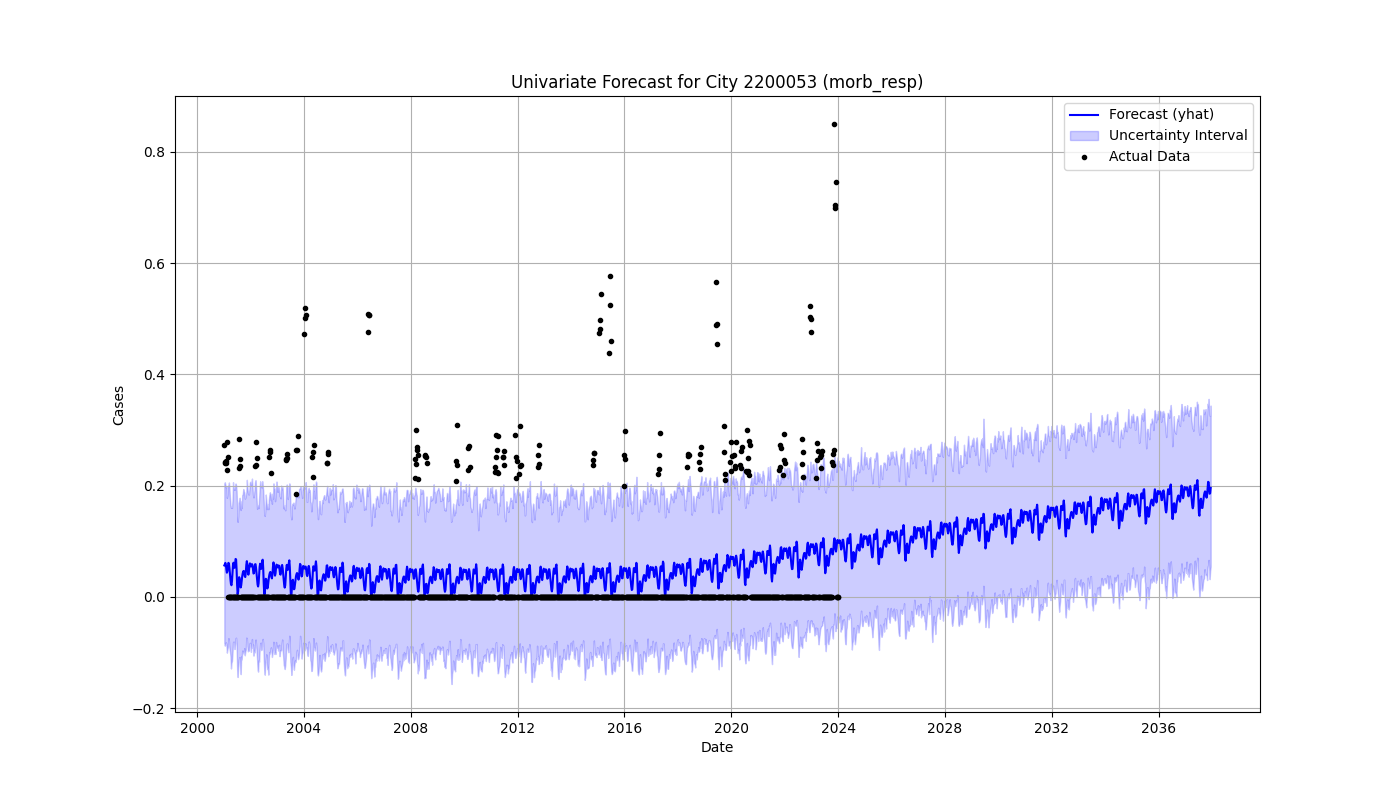 Univariate Forecast for City 2200053 (morb_resp)
Forecast (yhat)
Uncertainty Interval
Actual Data
Cases
0.8
0.6
0.4
0.2
0.0
−0.2
2000 2004 2008 2012 2016 2020 2024 2028 2032 2036
Date